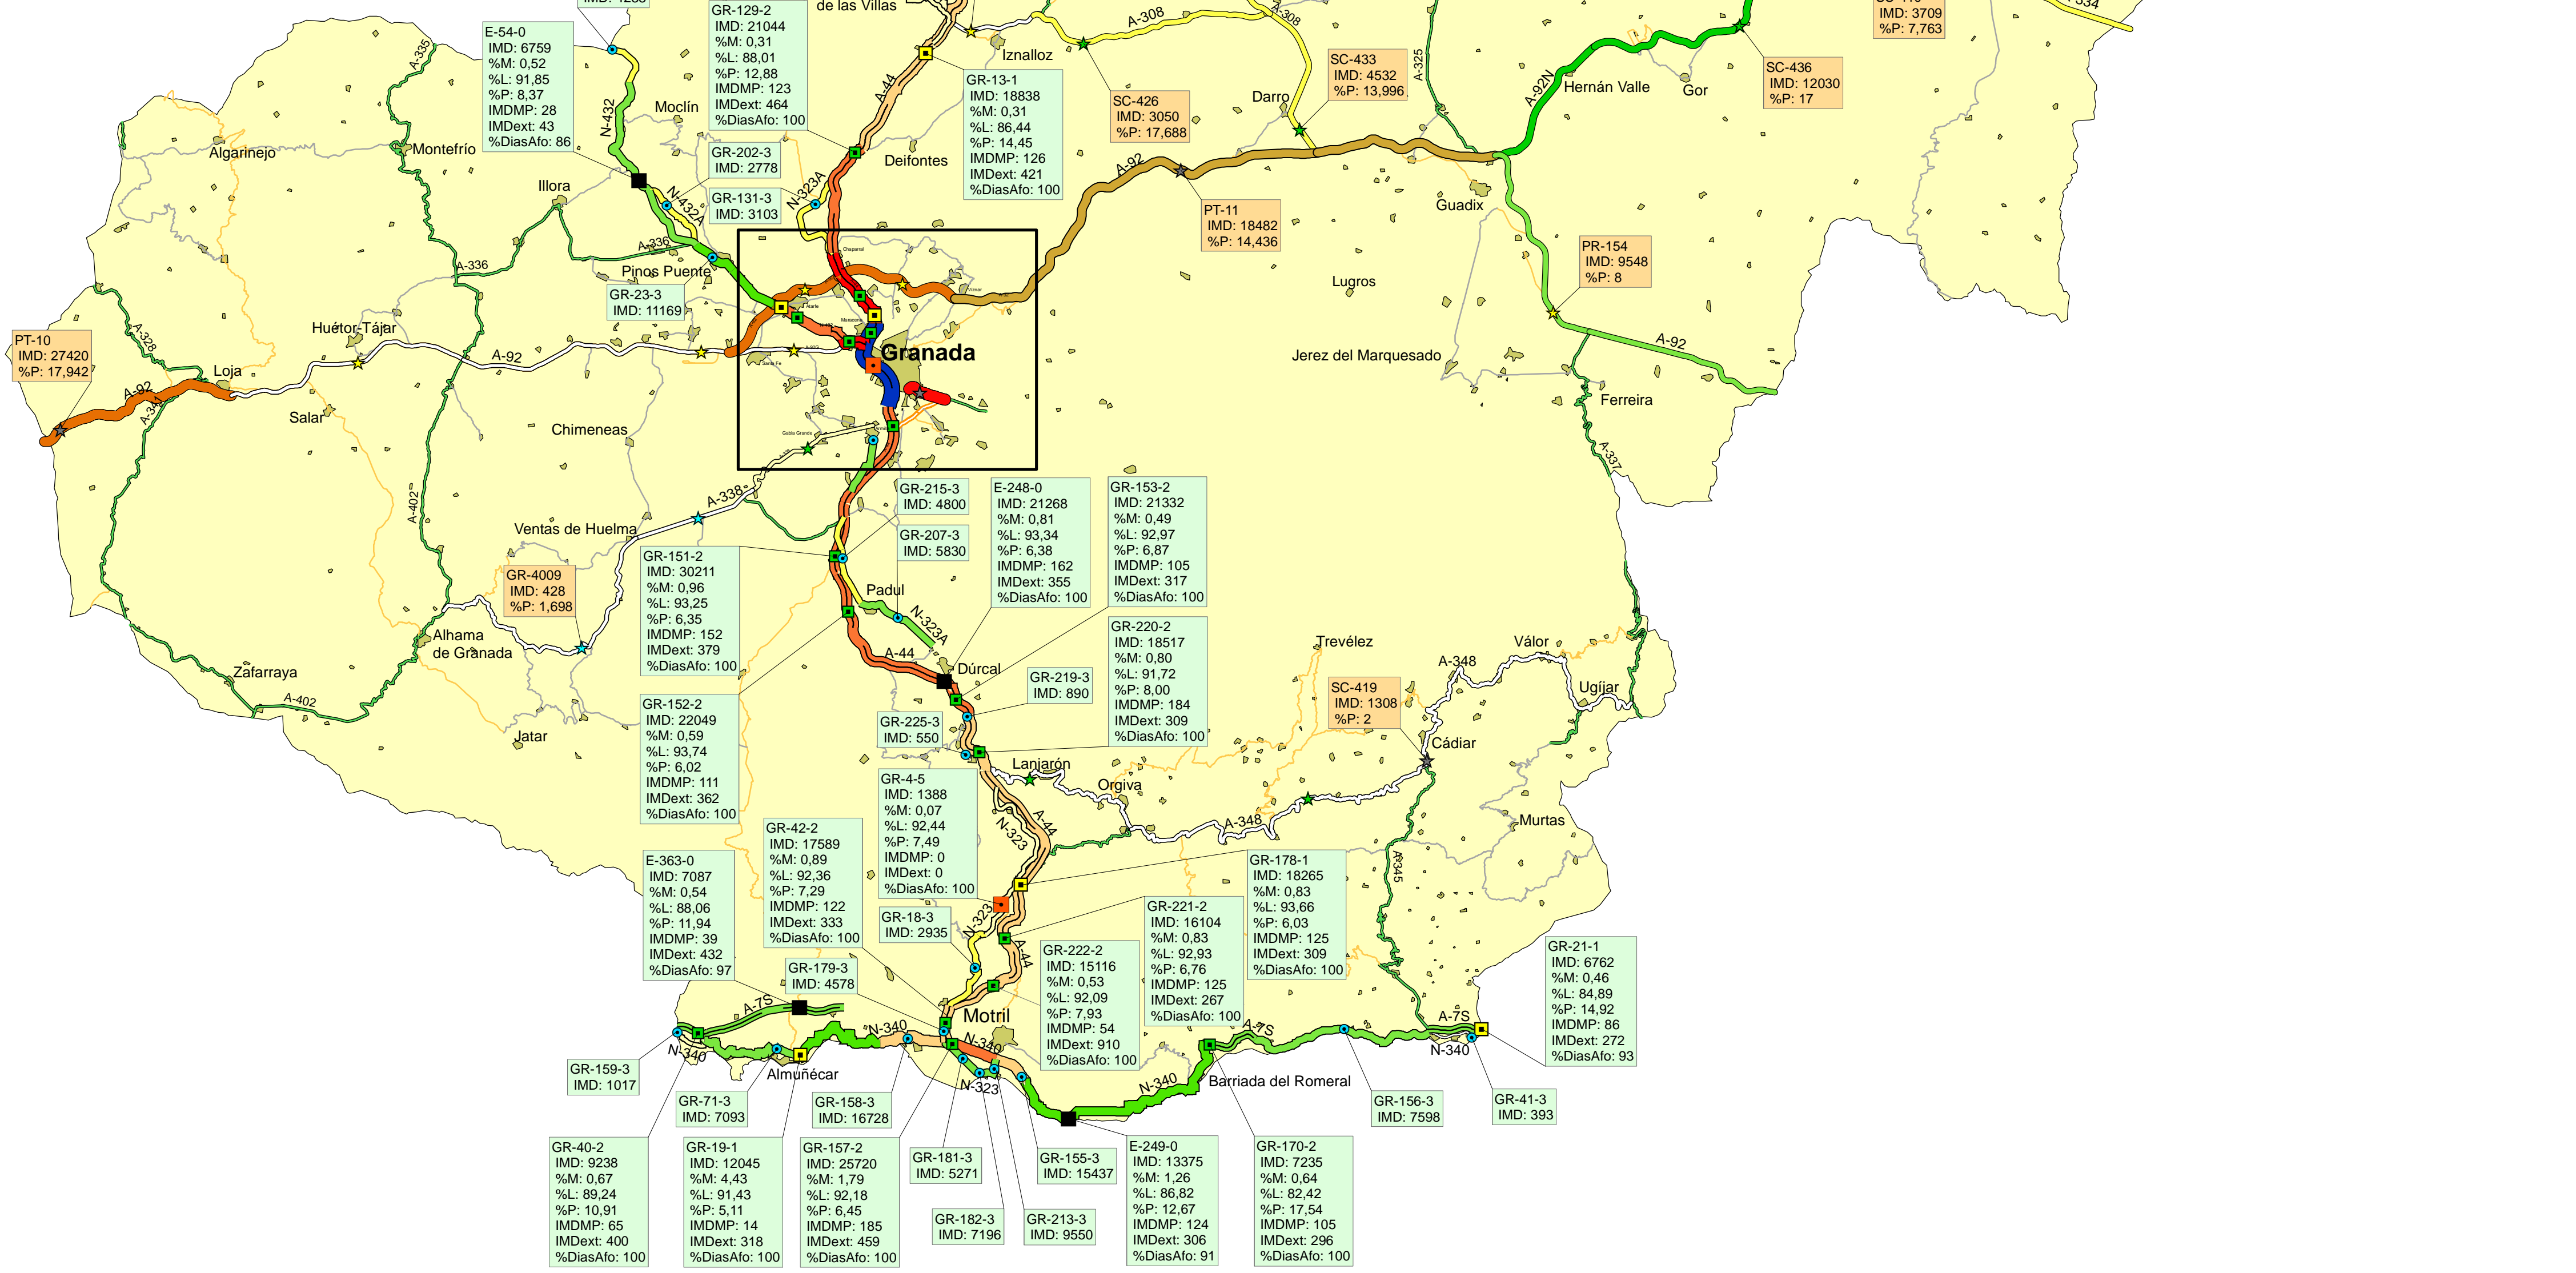 de las Villas
E-54-0
IMD: 6759
%M: 0,52
%L: 91,85
%P: 8,37
IMDMP: 28
IMDext: 43
%DiasAfo: 86
GR-129-2
IMD: 21044
%M: 0,31
%L: 88,01
%P: 12,88
IMDMP: 123
IMDext: 464
%DiasAfo: 100
GR-13-1
IMD: 18838
%M: 0,31
%L: 86,44
%P: 14,45
IMDMP: 126
IMDext: 421
%DiasAfo: 100
IMD: 3709
%P: 7,763
SC-433
IMD: 4532
%P: 13,996
SC-436
IMD: 12030
%P: 17
SC-426
IMD: 3050
%P: 17,688
GR-202-3
IMD: 2778
GR-131-3
IMD: 3103
PT-11
IMD: 18482
%P: 14,436
PR-154
IMD: 9548
%P: 8
GR-23-3
IMD: 11169
PT-10
IMD: 27420
%P: 17,942
A-335
N-432
Moclín
A-44
Iznalloz
A-308
A-308
Darro
A-325
A-92N
Hernán Valle
Gor
Algarinejo
Montefrío
Illora
N-432A
N-323A
Deifontes
A-92
Guadix
A-336
A-336
Pinos Puente
Chaparral
Víznar
Atarfe
Maracena
Santa Fe
Gabia Grande
Granada
Lugros
Jerez del Marquesado
A-92
Ferreira
A-337
A-328
Huétor-Tájar
A-92
Loja
A-92
A-341
Salar
Chimeneas
A-402
A-338
Ventas de Huelma
GR-4009
IMD: 428
%P: 1,698
Alhama
de Granada
Zafarraya
A-402
Jatar
GR-215-3
IMD: 4800
GR-207-3
IMD: 5830
E-248-0
IMD: 21268
%M: 0,81
%L: 93,34
%P: 6,38
IMDMP: 162
IMDext: 355
%DiasAfo: 100
GR-153-2
IMD: 21332
%M: 0,49
%L: 92,97
%P: 6,87
IMDMP: 105
IMDext: 317
%DiasAfo: 100
GR-151-2
IMD: 30211
%M: 0,96
%L: 93,25
%P: 6,35
IMDMP: 152
IMDext: 379
%DiasAfo: 100
Padul
N-323A
A-44
Dúrcal
GR-220-2
IMD: 18517
%M: 0,80
%L: 91,72
%P: 8,00
IMDMP: 184
IMDext: 309
%DiasAfo: 100
GR-219-3
IMD: 890
GR-225-3
IMD: 550
GR-152-2
IMD: 22049
%M: 0,59
%L: 93,74
%P: 6,02
IMDMP: 111
IMDext: 362
%DiasAfo: 100
Trevélez
Válor
A-348
Ugíjar
SC-419
IMD: 1308
%P: 2
Cádiar
Lanjarón
Orgiva
A-348
Murtas
A-345
A-44
N-323
GR-4-5
IMD: 1388
%M: 0,07
%L: 92,44
%P: 7,49
IMDMP: 0
IMDext: 0
%DiasAfo: 100
GR-42-2
IMD: 17589
%M: 0,89
%L: 92,36
%P: 7,29
IMDMP: 122
IMDext: 333
%DiasAfo: 100
E-363-0
IMD: 7087
%M: 0,54
%L: 88,06
%P: 11,94
IMDMP: 39
IMDext: 432
%DiasAfo: 97
GR-178-1
IMD: 18265
%M: 0,83
%L: 93,66
%P: 6,03
IMDMP: 125
IMDext: 309
%DiasAfo: 100
GR-221-2
IMD: 16104
%M: 0,83
%L: 92,93
%P: 6,76
IMDMP: 125
IMDext: 267
%DiasAfo: 100
GR-18-3
IMD: 2935
N-323
A-44
GR-222-2
IMD: 15116
%M: 0,53
%L: 92,09
%P: 7,93
IMDMP: 54
IMDext: 910
%DiasAfo: 100
GR-21-1
IMD: 6762
%M: 0,46
%L: 84,89
%P: 14,92
IMDMP: 86
IMDext: 272
%DiasAfo: 93
GR-179-3
IMD: 4578
A-7S
N-340
Motril
N-340
N-340
N-323
Almuñécar
N-340
Barriada del Romeral
A-7S
A-7S
N-340
GR-159-3
IMD: 1017
GR-71-3
IMD: 7093
GR-158-3
IMD: 16728
GR-156-3
IMD: 7598
GR-41-3
IMD: 393
GR-40-2
IMD: 9238
%M: 0,67
%L: 89,24
%P: 10,91
IMDMP: 65
IMDext: 400
%DiasAfo: 100
GR-19-1
IMD: 12045
%M: 4,43
%L: 91,43
%P: 5,11
IMDMP: 14
IMDext: 318
%DiasAfo: 100
GR-157-2
IMD: 25720
%M: 1,79
%L: 92,18
%P: 6,45
IMDMP: 185
IMDext: 459
%DiasAfo: 100
GR-181-3
IMD: 5271
GR-182-3
IMD: 7196
GR-213-3
IMD: 9550
GR-155-3
IMD: 15437
E-249-0
IMD: 13375
%M: 1,26
%L: 86,82
%P: 12,67
IMDMP: 124
IMDext: 306
%DiasAfo: 91
GR-170-2
IMD: 7235
%M: 0,64
%L: 82,42
%P: 17,54
IMDMP: 105
IMDext: 296
%DiasAfo: 100